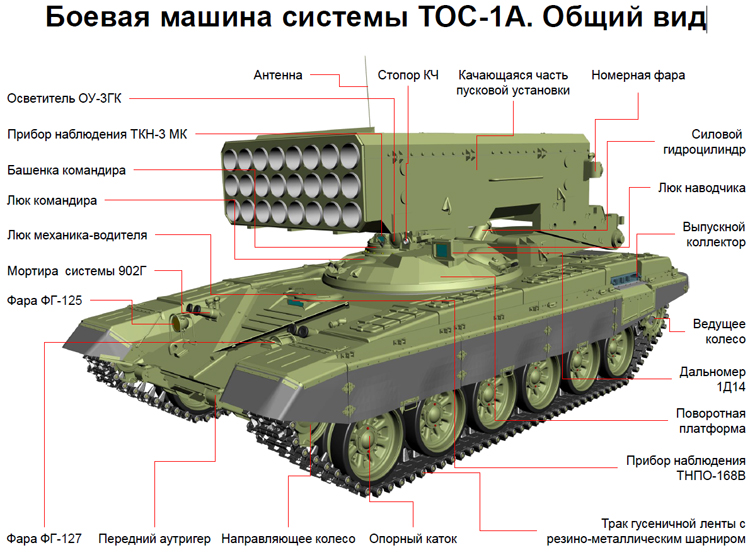 Боевая машина системы ТОС-1А. Общий вид
Антенна
Стопор КЧ
Качающаяся часть
пусковой установки
Номерная фара
Осветитель ОУ-3ГК
Прибор наблюдения ТКН-3 МК
Башенка командира
Люк командира
Люк механика-водителя
Мортира системы 902Г
Фара ФГ-125
Силовой
гидроцилиндр
Люк наводчика
Выпускной
коллектор
Ведущее
колесо
Дальномер
1Д14
Поворотная
платформа
Прибор наблюдения
ТНПО-168В
Фара ФГ-127
Передний аутригер
Направляющее колесо
Опорный каток
Трак гусеничной ленты с
резино-металлическим шарниром